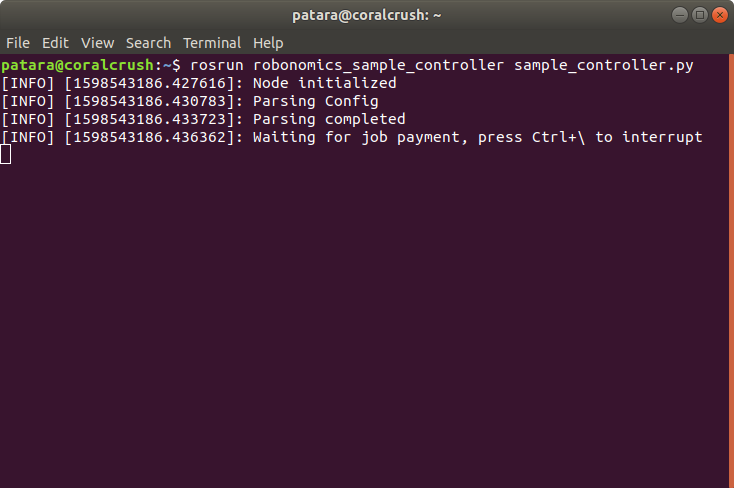 patara@coralcrush: ~
File Edit View Search Terminal Help
patara@coralcrush:~$ rosrun robonomics_sample_controller sample_controller.py
[INFO] [1598543186.427616]: Node initialized
[INFO] [1598543186.430783]: Parsing Config
[INFO] [1598543186.433723]: Parsing completed
[INFO] [1598543186.436362]: Waiting for job payment, press Ctrl+\ to interrupt